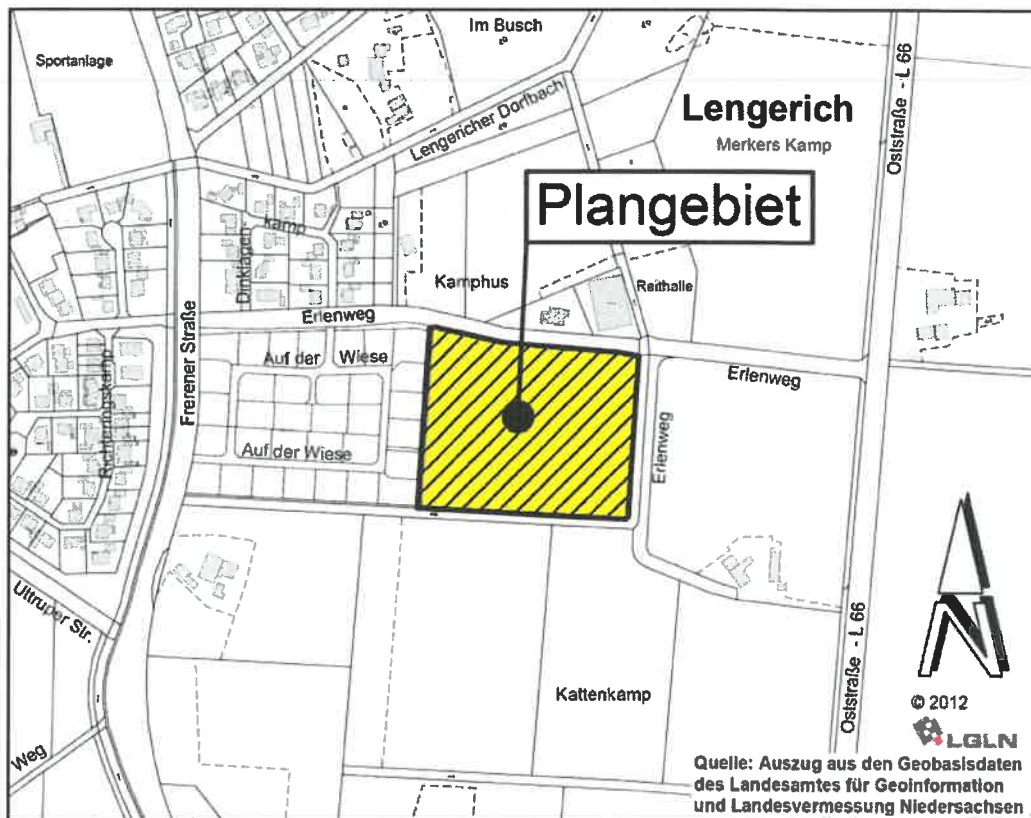 Im Busch
Sportanlage
Oststraße - L 66
Lengericher Dorfbach
Lengerich
Merkers Kamp
Plangebiet
Dinklagen-
kamp
Kamphus
Reithalle
Erlenweg
Frerener Straße
Auf der Wiese
Erlenweg
Richteringskamp
Auf der Wiese
Erlenweg
Uttruper Str.
Kattenkamp
Oststraße - L 66
Weg
© 2012
LGLN
Quelle: Auszug aus den Geobasisdaten
des Landesamtes für Geoinformation
und Landesvermessung Niedersachsen